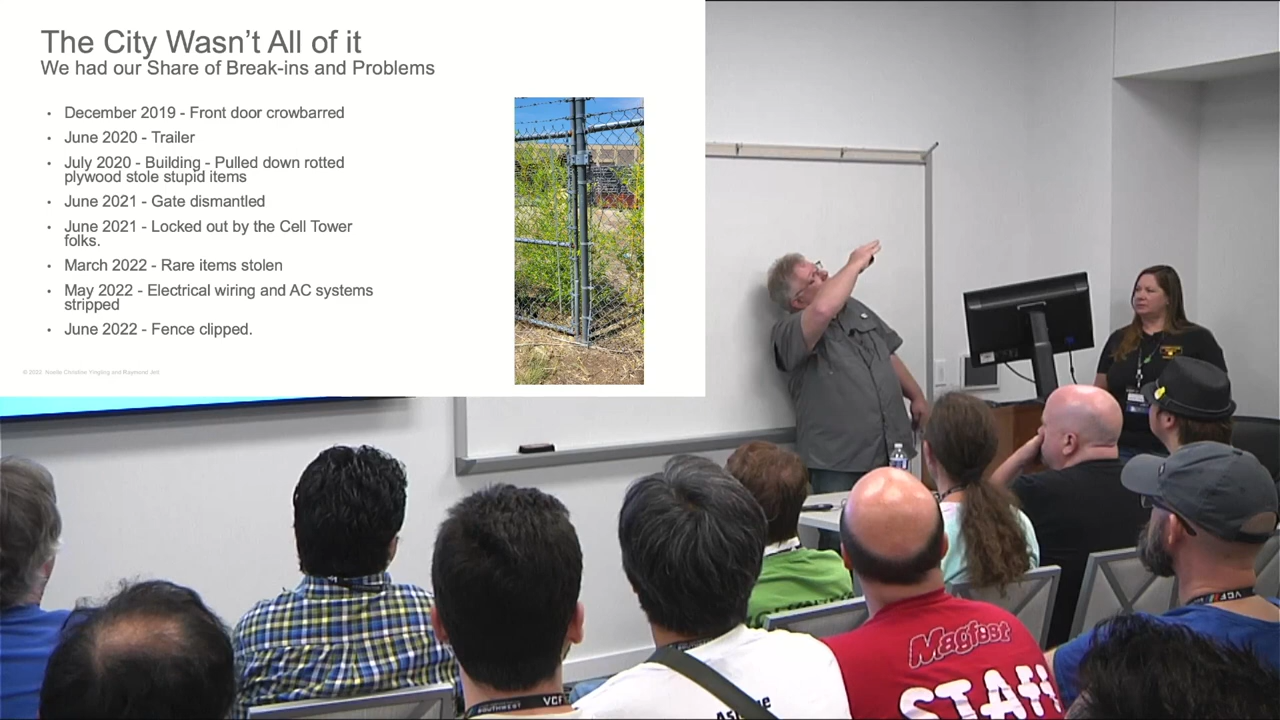 The City Wasn't All of it
We had our Share of Break-ins and Problems
• December 2019 - Front door crowbarred
• June 2020 - Trailer
• July 2020 - Building - Pulled down rotted
plywood stole stupid items
• June 2021 - Gate dismantled
• June 2021 - Locked out by the Cell Tower
folks.
• March 2022 - Rare items stolen
• May 2022 - Electrical wiring and AC systems
stripped
• June 2022 - Fence clipped.
Magfest
STAFF
SOUTHWEST
VCF